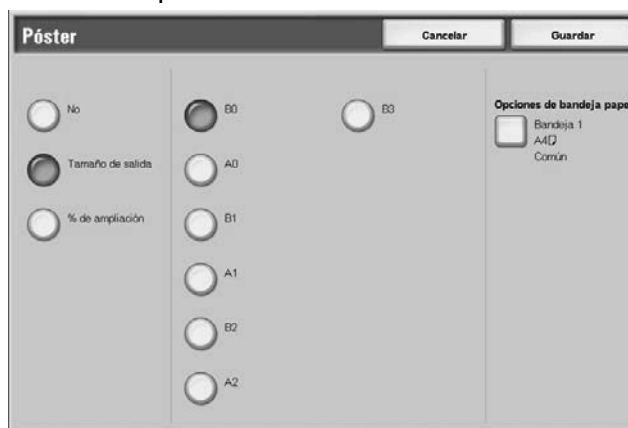 Póster
Cancelar
Guardar
No
Tamaño de salida
% de ampliación
B0
A0
B1
A1
B2
A2
B3
Opciones de bandeja pape
Bandeja 1
A4
Común